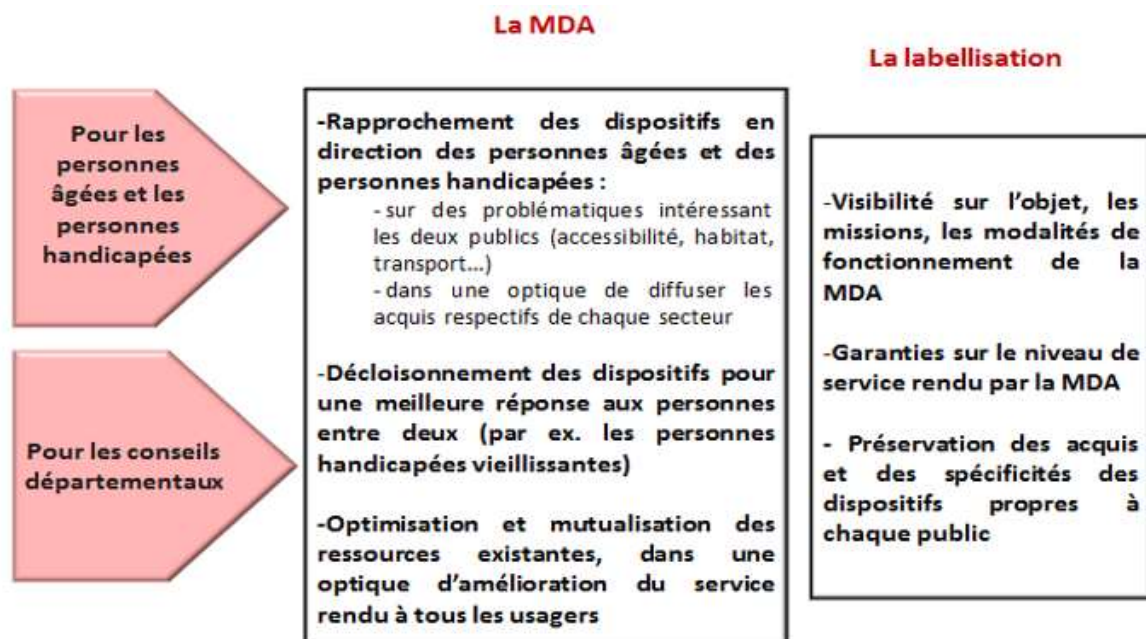 La MDA
La labellisation
Pour les
personnes
âgées et les
personnes
handicapées
Pour les conseils
départementaux
-Rapprochement des dispositifs en
direction des personnes âgées et des
personnes handicapées :
- sur des problématiques intéressant
les deux publics (accessibilité, habitat,
transport...)
- dans une optique de diffuser les
acquis respectifs de chaque secteur
-Décloisonnement des dispositifs pour
une meilleure réponse aux personnes
entre deux (par ex. les personnes
handicapées vieillissantes)
-Optimisation et mutualisation des
ressources existantes, dans une
optique d'amélioration du service
rendu à tous les usagers
-Visibilité sur l'objet, les
missions, les modalités de
fonctionnement de la
MDA
-Garanties sur le niveau de
service rendu par la MDA
- Préservation des acquis
et des spécificités des
dispositifs propres à
chaque public